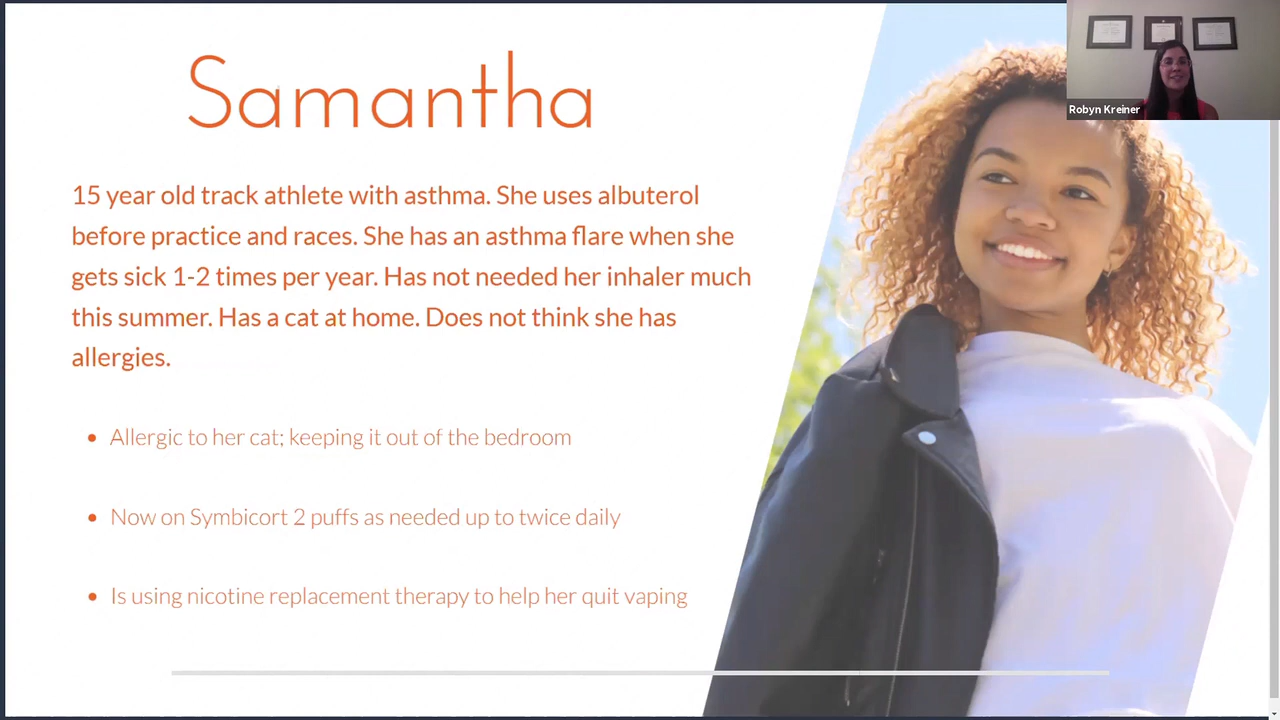 Samantha
Robyn Kreiner
15 year old track athlete with asthma. She uses albuterol
before practice and races. She has an asthma flare when she
gets sick 1-2 times per year. Has not needed her inhaler much
this summer. Has a cat at home. Does not think she has
allergies.
• Allergic to her cat; keeping it out of the bedroom
• Now on Symbicort 2 puffs as needed up to twice daily
• Is using nicotine replacement therapy to help her quit vaping